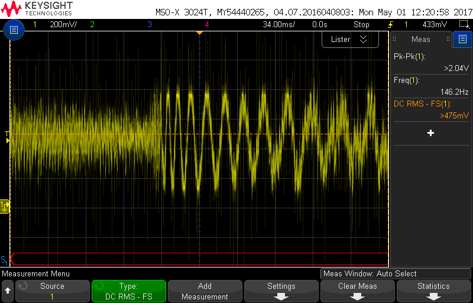 KEYSIGHT
TECHNOLOGIES
MSO-X 3024T, MY54440265, 04.07.2016040803: Mon May 01 12:20:58 2017
1 200mV/ 2 3 4 34.00ms/ 0.0s Stop 1 433mV
Lister
Meas
Pk-Pk(1):
>2.04V
Freq(1):
146.2Hz
DC RMS - FS(1):
>475mV
Measurement Menu
Meas Window: Auto Select
Source
1
Type:
DC RMS - FS
Add
Measurement
Settings
Clear Meas
Statistics